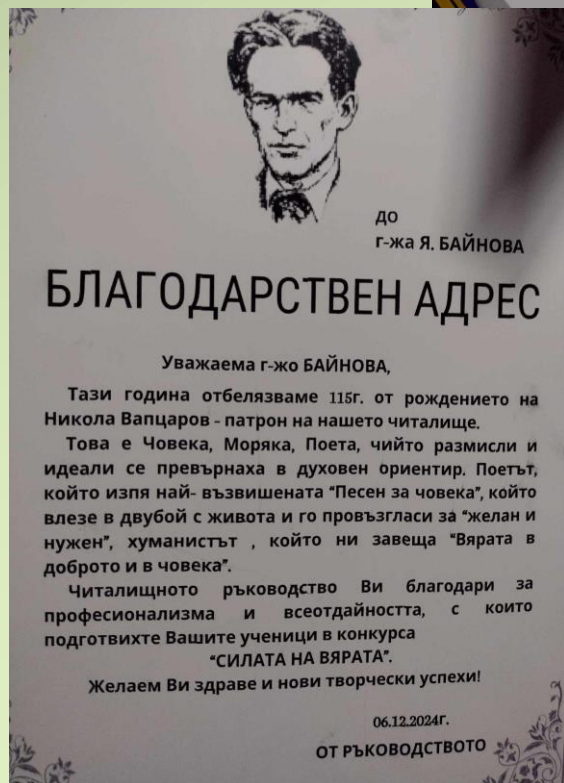 ДО
г-жа Я. БАЙНОВА
БЛАГОДАРСТВЕН АДРЕС
Уважаема г-жо БАЙНОВА,
Тази година отбелязваме 115г. от рождението на
Никола Вапцаров - патрон на нашето читалище.
Това е Човека, Моряка, Поета, чийто размисли и
идеали се превърнаха в духовен ориентир. Поетът,
който изпя най- възвишената “Песен за човека”, който
влезе в двубой с живота и го провъзгласи за “желан и
нужен”, хуманистът , който ни завеща “Вярата в
доброто и в човека”.
Читалищното ръководство Ви благодари за
професионализма и всеотдайността, с които
подготвихте Вашите ученици в конкурса
“СИЛАТА НА ВЯРАТА”.
Желаем Ви здраве и нови творчески успехи!
06.12.2024г.
ОТ РЪКОВОДСТВОТО